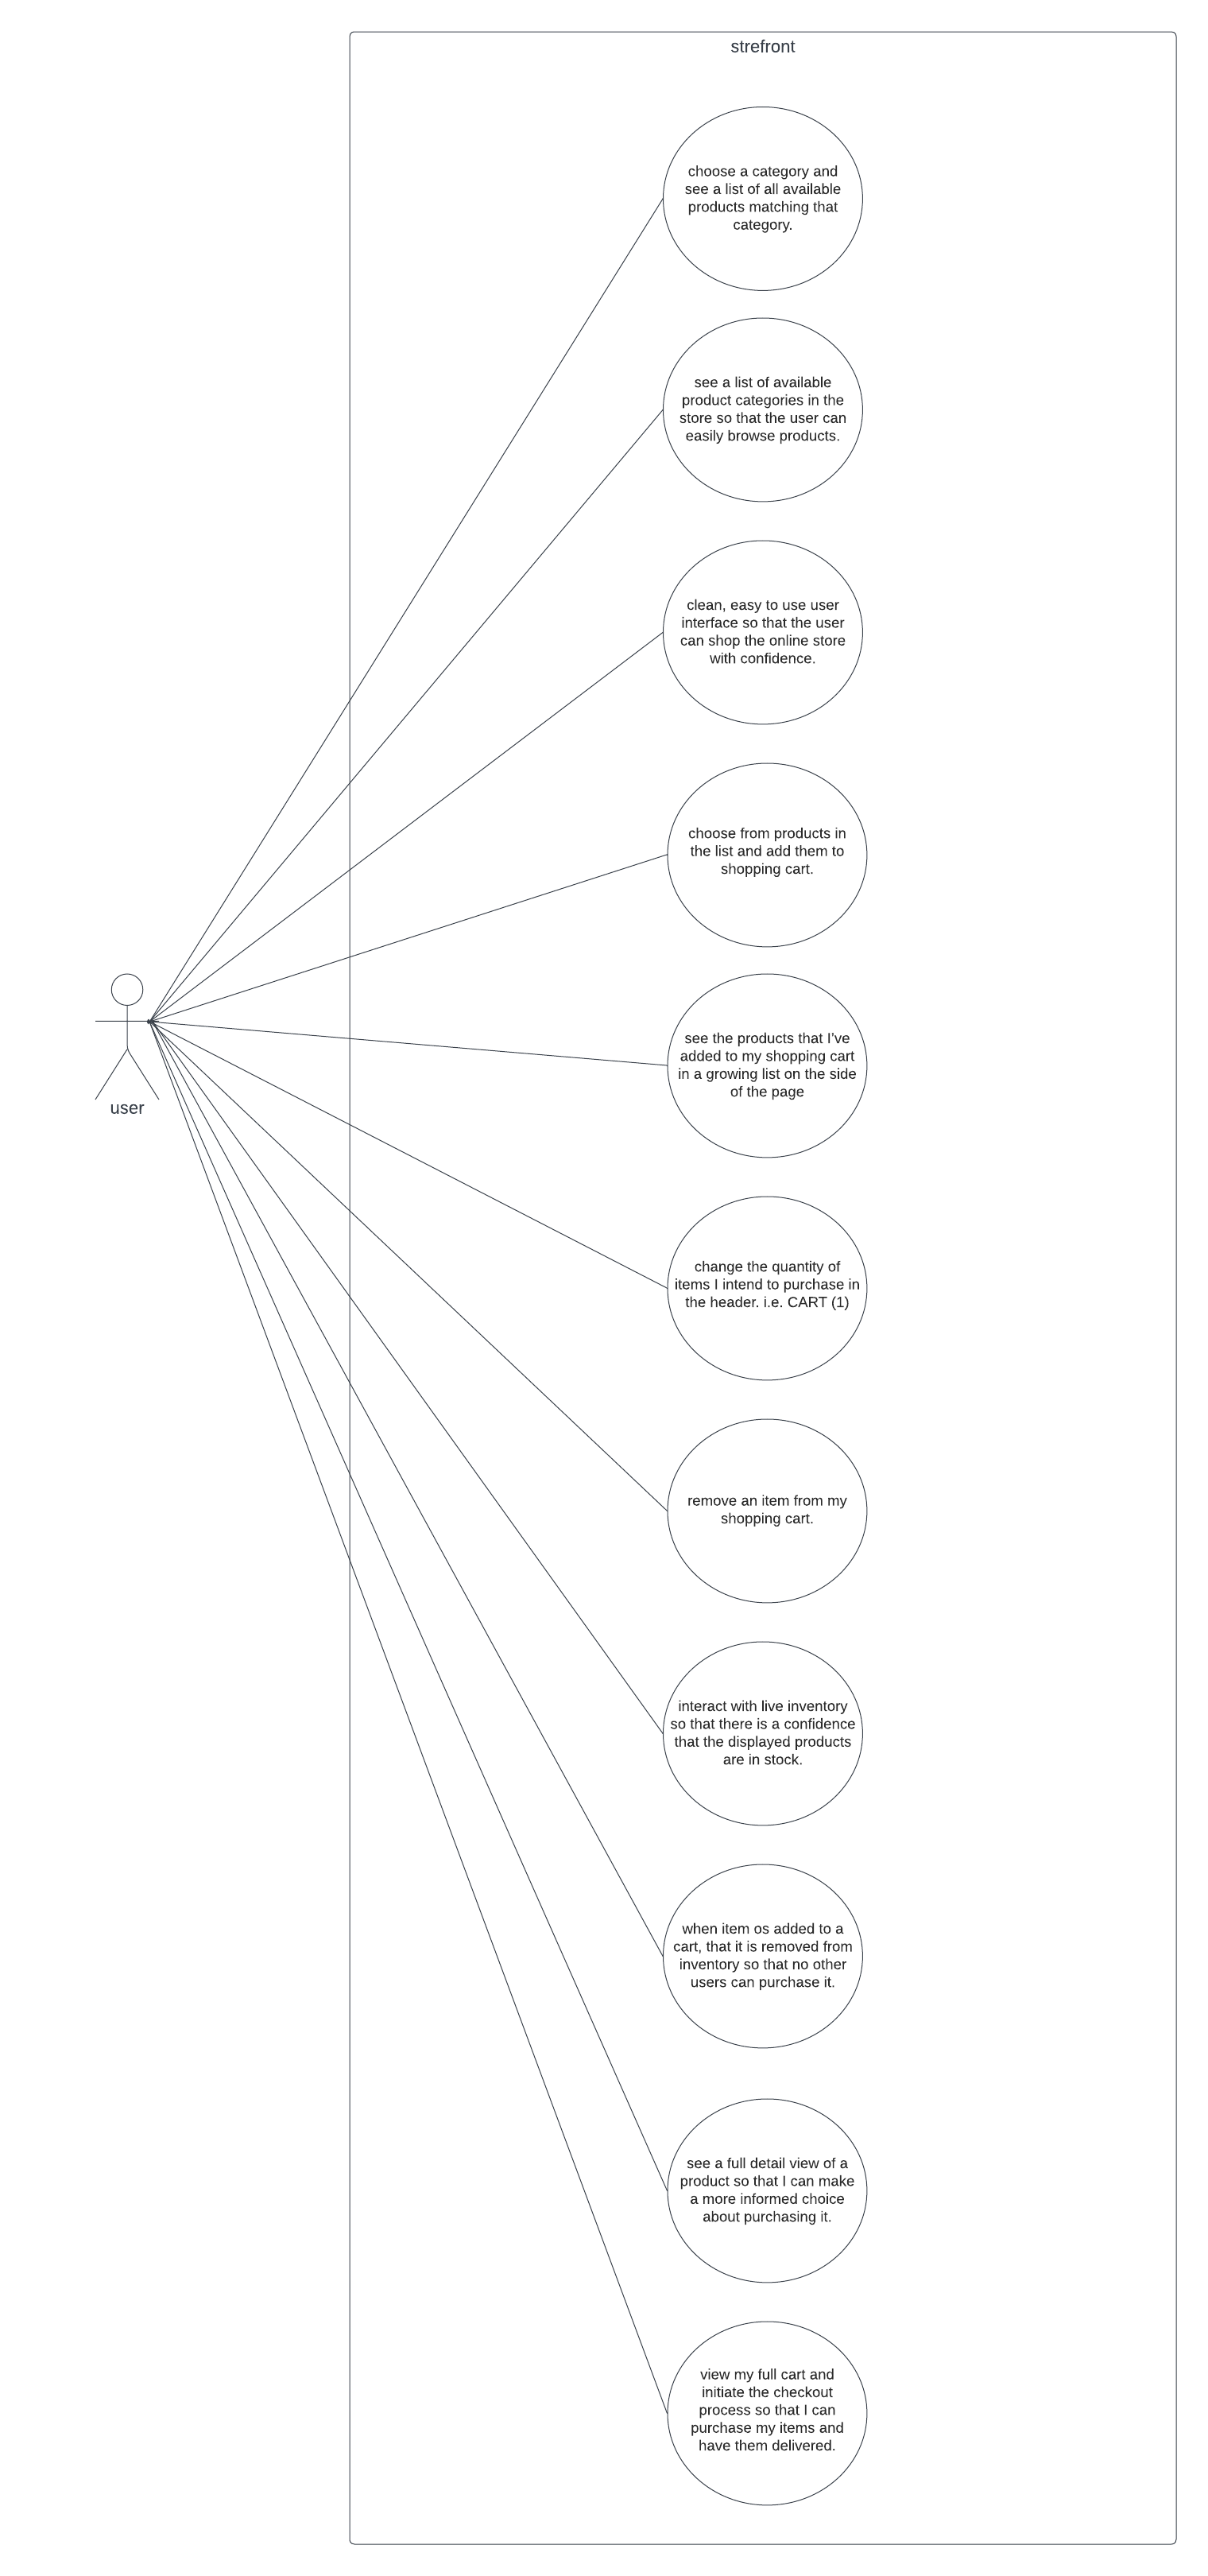 strefront
choose a category and
see a list of all available
products matching that
category.
see a list of available
product categories in the
store so that the user can
easily browse products.
clean, easy to use user
interface so that the user
can shop the online store
with confidence.
choose from products in
the list and add them to
shopping cart.
user
see the products that I've
added to my shopping cart
in a growing list on the side
of the page
change the quantity of
items I intend to purchase in
the header. i.e. CART (1)
remove an item from my
shopping cart.
interact with live inventory
so that there is a confidence
that the displayed products
are in stock.
when item os added to a
cart, that it is removed from
inventory so that no other
users can purchase it.
see a full detail view of a
product so that I can make
a more informed choice
about purchasing it.
view my full cart and
initiate the checkout
process so that I can
purchase my items and
have them delivered.